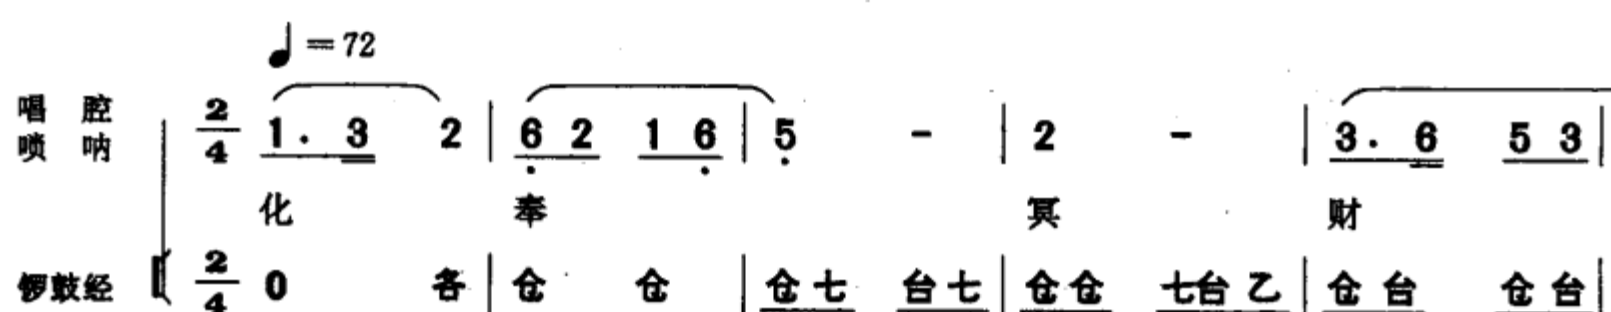 ♩=72
唱 腔
唢 呐
2/4 1. 3 2 | 6 2 1 6 | 5 - | 2 - | 3. 6 5 3 |
化 奉 冥 财
锣鼓经 2/4 0 各 | 仓 仓 | 仓七 台七 | 仓仓 七台乙 | 仓台 仓台 |